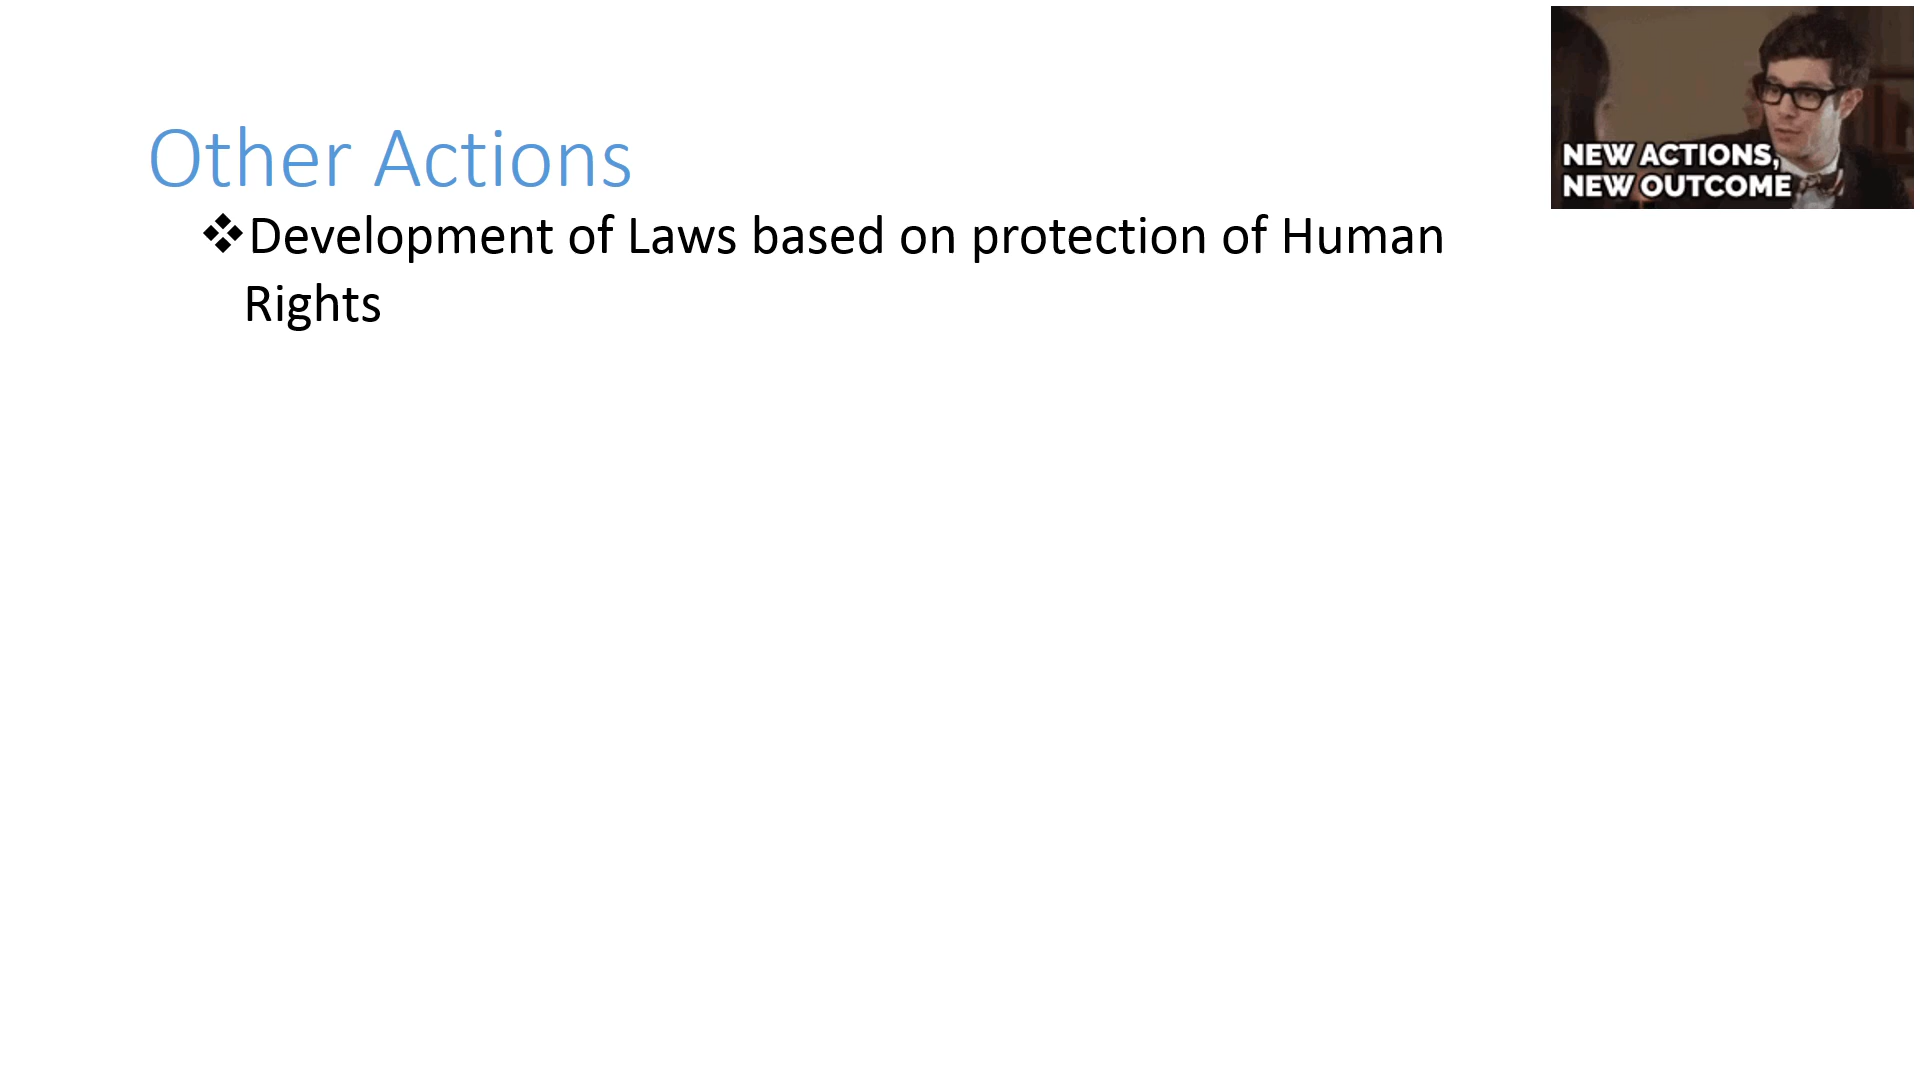 Other Actions
❖Development of Laws based on protection of Human
Rights
NEW ACTIONS,
NEW OUTCOME